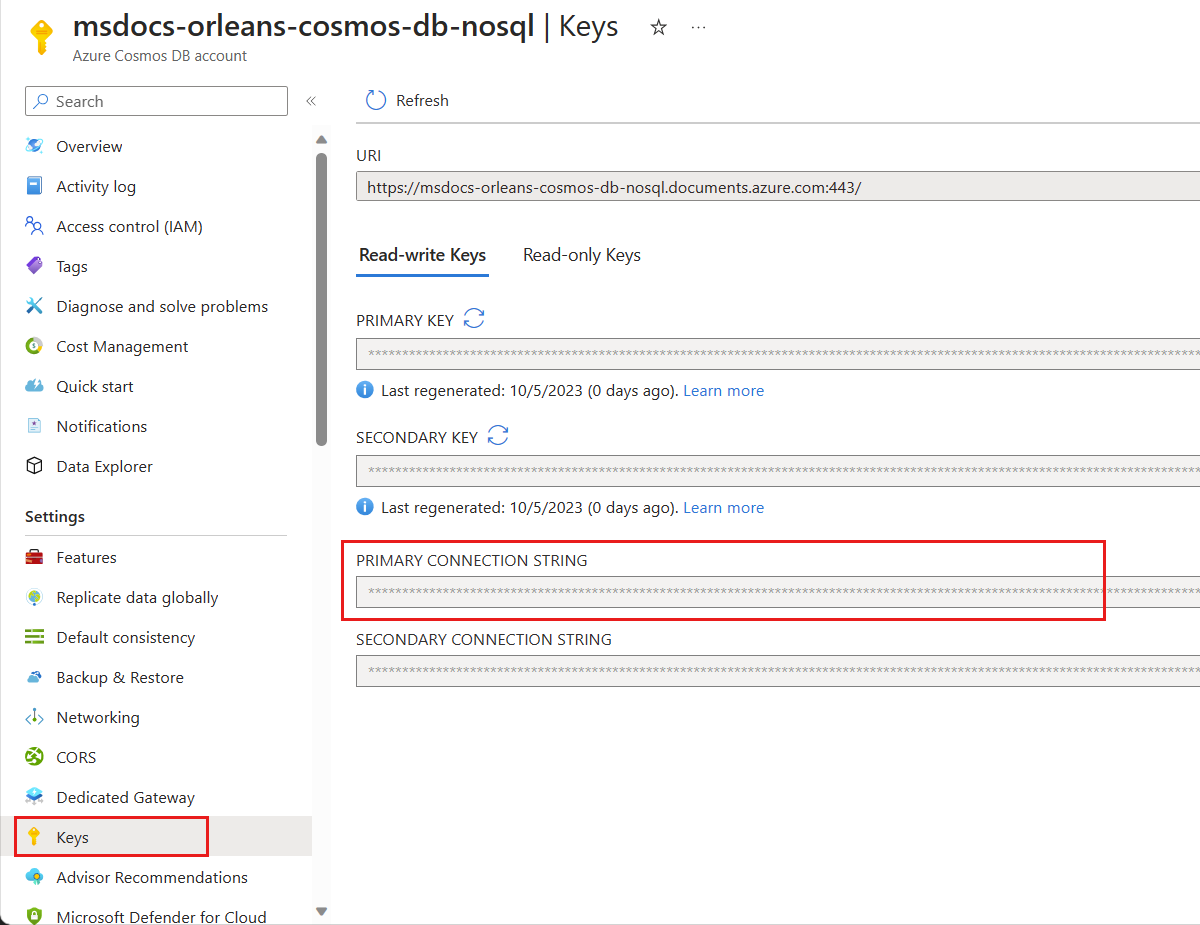 msdocs-orleans-cosmos-db-nosql | Keys
Azure Cosmos DB account
Search
Overview
Activity log
Access control (IAM)
Tags
Diagnose and solve problems
Cost Management
Quick start
Notifications
Data Explorer
Settings
Features
Replicate data globally
Default consistency
Backup & Restore
Networking
CORS
Dedicated Gateway
Keys
Advisor Recommendations
Microsoft Defender for Cloud
Refresh
URI
https://msdocs-orleans-cosmos-db-nosql.documents.azure.com:443/
Read-write Keys
Read-only Keys
PRIMARY KEY
Last regenerated: 10/5/2023 (0 days ago). Learn more
SECONDARY KEY
Last regenerated: 10/5/2023 (0 days ago). Learn more
PRIMARY CONNECTION STRING
SECONDARY CONNECTION STRING